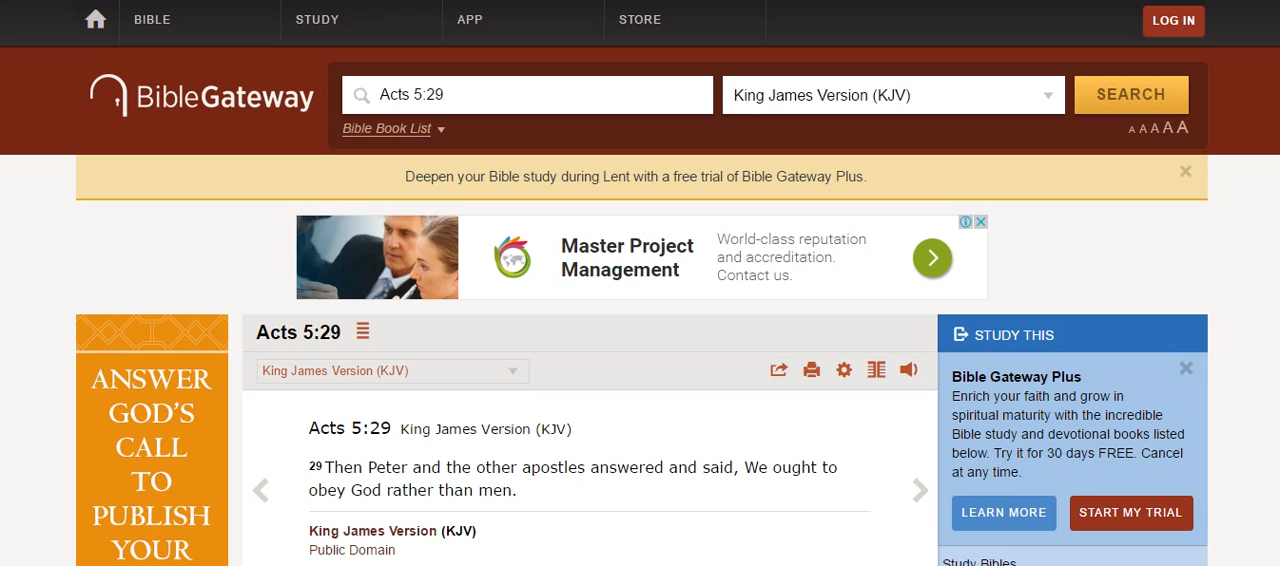 BIBLE
STUDY
APP
STORE
LOG IN
BibleGateway
Acts 5:29
King James Version (KJV)
SEARCH
Bible Book List
A A A A A
Deepen your Bible study during Lent with a free trial of Bible Gateway Plus.
Master Project
Management
World-class reputation
and accreditation.
Contact us.
ANSWER
GOD'S
CALL
TO
PUBLISH
YOUR
Acts 5:29
King James Version (KJV)
Acts 5:29 King James Version (KJV)
29 Then Peter and the other apostles answered and said, We ought to
obey God rather than men.
King James Version (KJV)
Public Domain
STUDY THIS
Bible Gateway Plus
Enrich your faith and grow in
spiritual maturity with the incredible
Bible study and devotional books listed
below. Try it for 30 days FREE. Cancel
at any time.
LEARN MORE
START MY TRIAL
Study Bibles